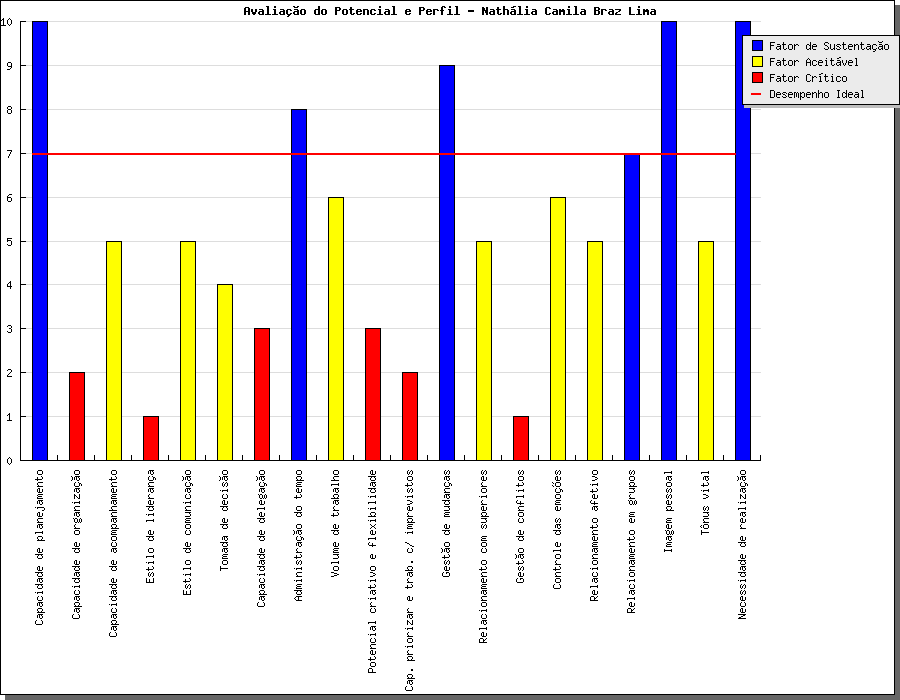 Avaliação do Potencial e Perfil - Nathália Camila Braz Lima
Fator de Sustentação
Fator Aceitável
Fator Crítico
Desempenho Ideal
10
9
8
7
6
5
4
3
2
1
0
Capacidade de planejamento
Capacidade de organização
Capacidade de acompanhamento
Estilo de liderança
Estilo de comunicação
Tomada de decisão
Capacidade de delegação
Administração do tempo
Volume de trabalho
Potencial criativo e flexibilidade
Cap. priorizar e trab. c/ imprevistos
Gestão de mudanças
Relacionamento com superiores
Gestão de conflitos
Controle das emoções
Relacionamento afetivo
Relacionamento em grupos
Imagem pessoal
Tônus vital
Necessidade de realização